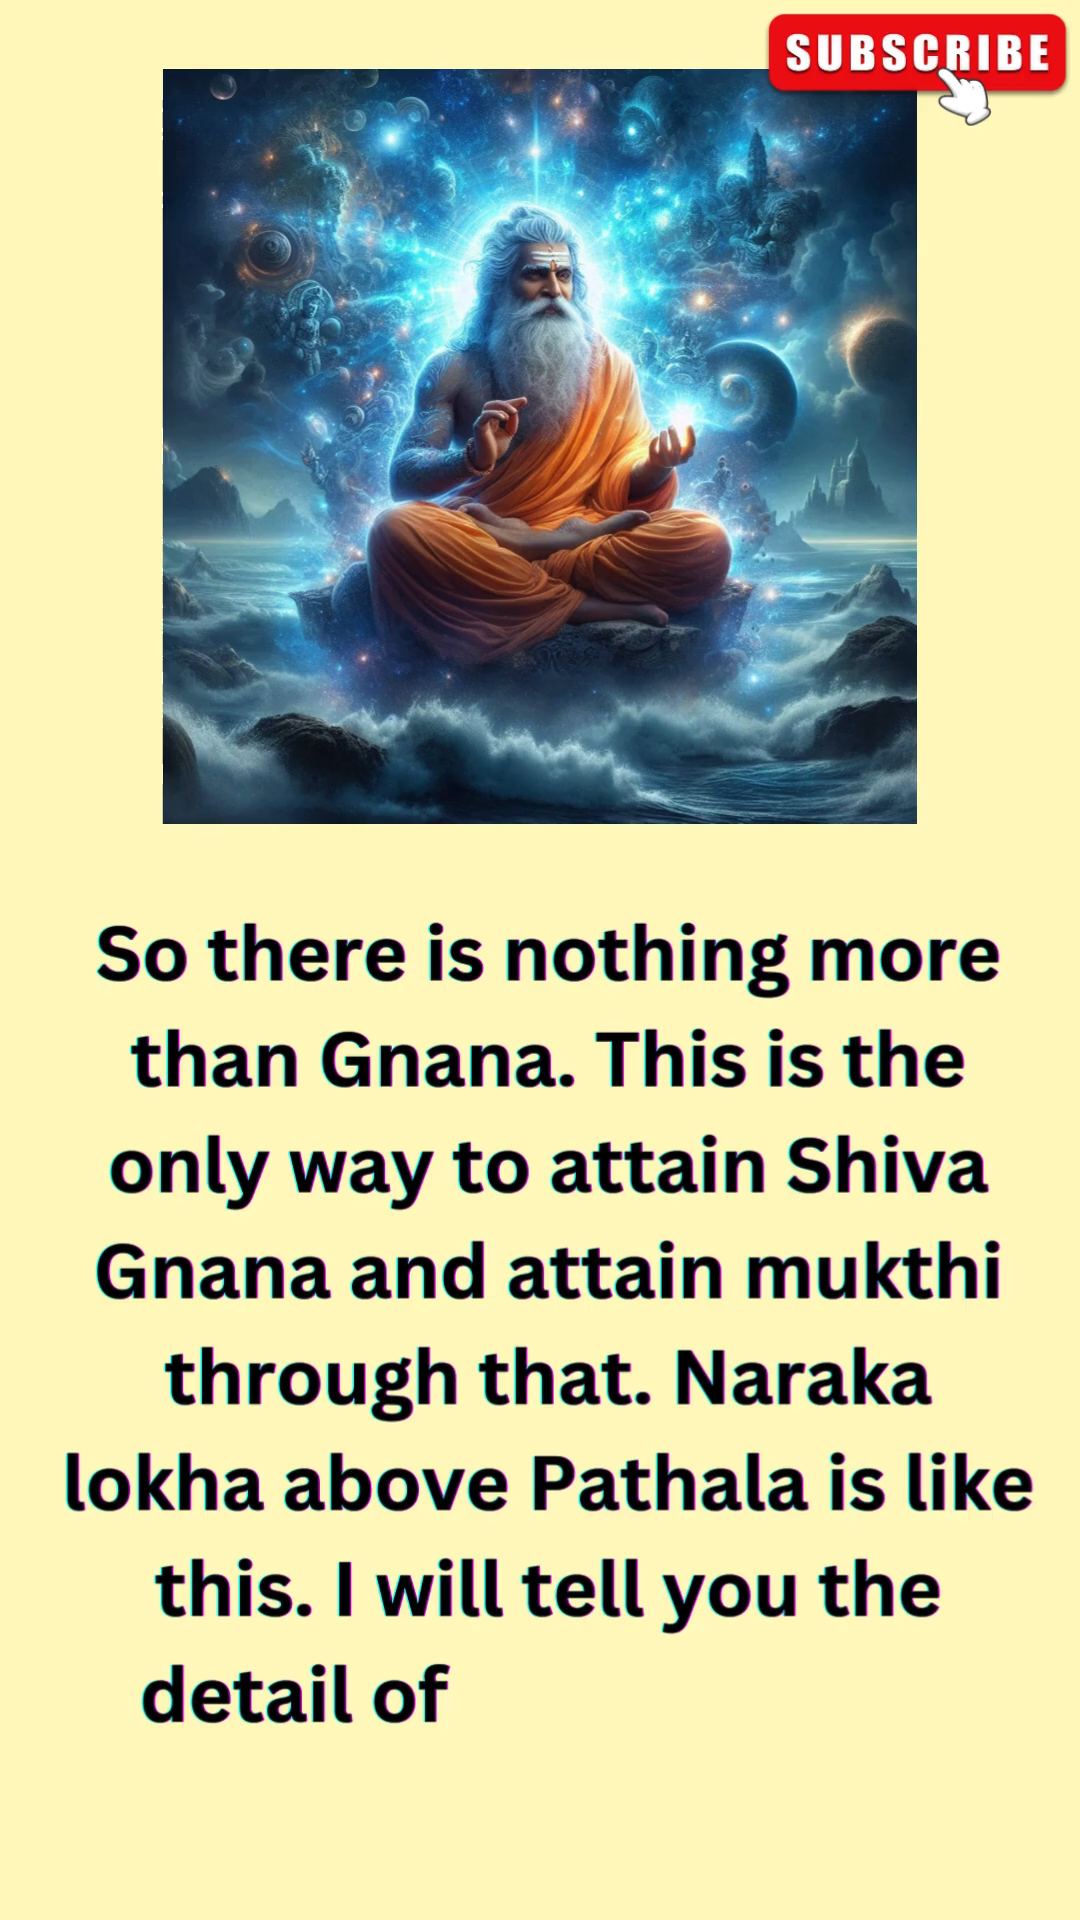 SUBSCRIBE
So there is nothing more
than Gnana. This is the
only way to attain Shiva
Gnana and attain mukthi
through that. Naraka
lokha above Pathala is like
this. I will tell you the
detail of